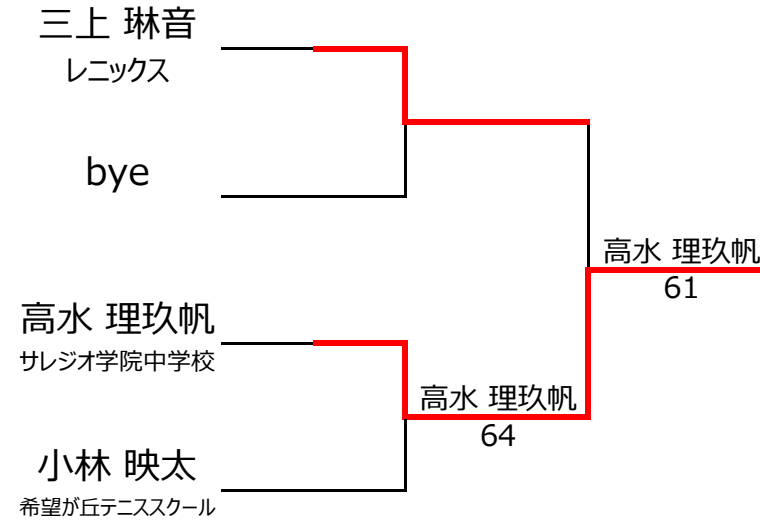 三上 琳音
レニックス
bye
高水 理玖帆
61
高水 理玖帆
サレジオ学院中学校
高水 理玖帆
64
小林 映太
希望が丘テニススクール